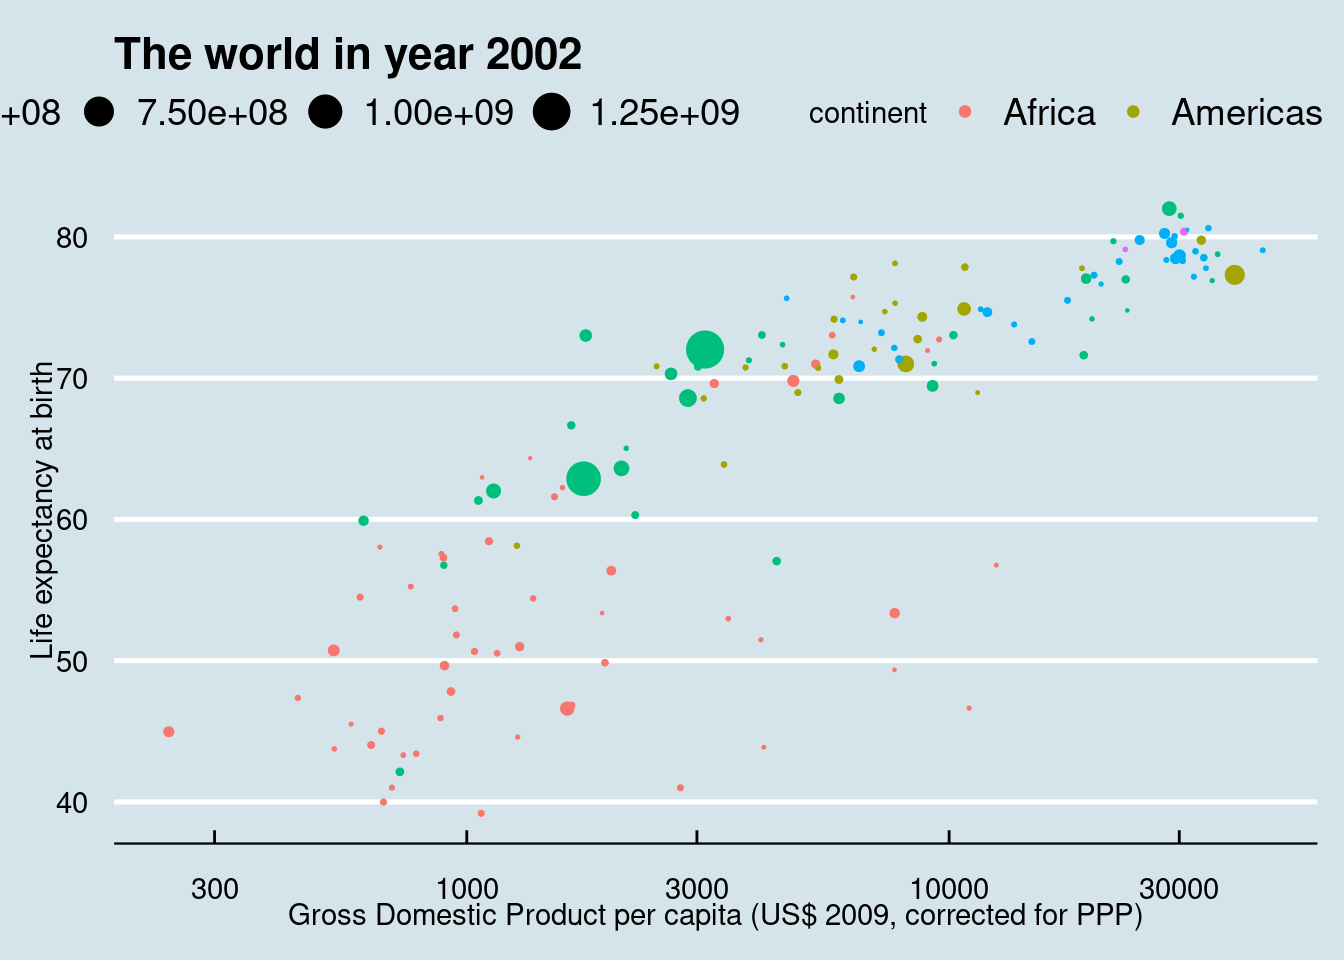 The world in year 2002
+08 7.50e+08 1.00e+09 1.25e+09 continent Africa Americas
80
70
60
50
40
Life expectancy at birth
300 1000 3000 10000 30000
Gross Domestic Product per capita (US$ 2009, corrected for PPP)